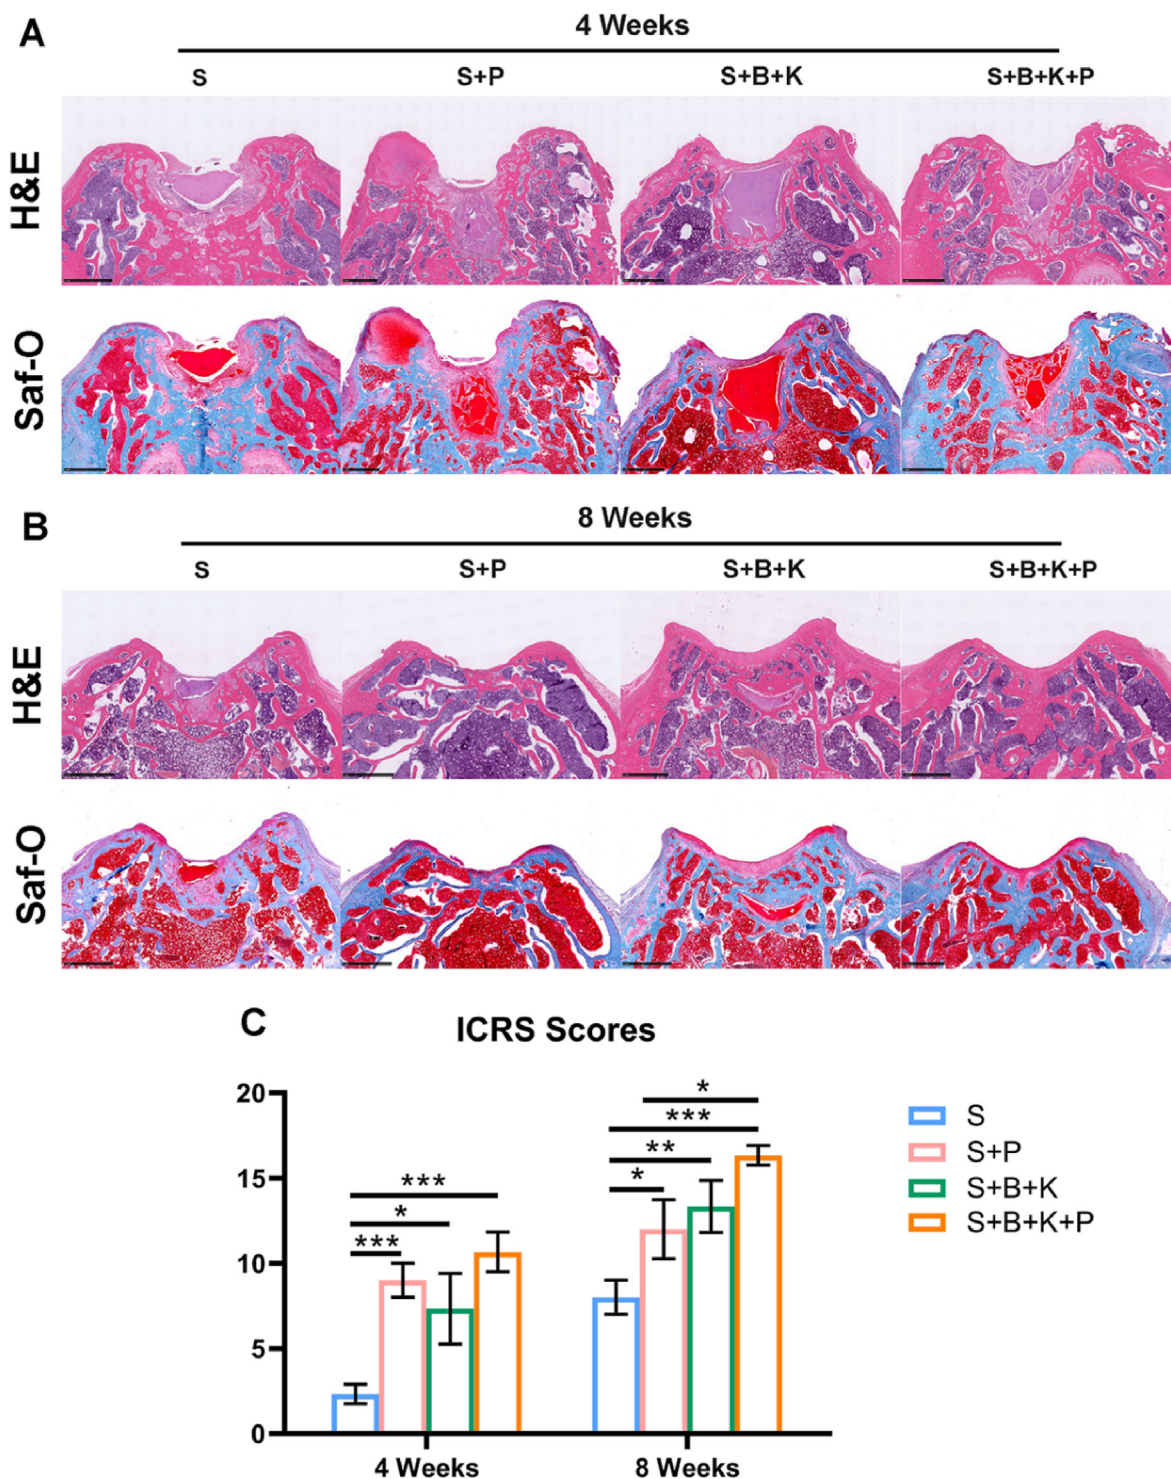 A
4 Weeks
S S+P S+B+K S+B+K+P
H&E
Saf-O
B
8 Weeks
S S+P S+B+K S+B+K+P
H&E
Saf-O
C
ICRS Scores
20
15
10
5
0
*** * ***
* ** *** *
4 Weeks 8 Weeks
S
S+P
S+B+K
S+B+K+P